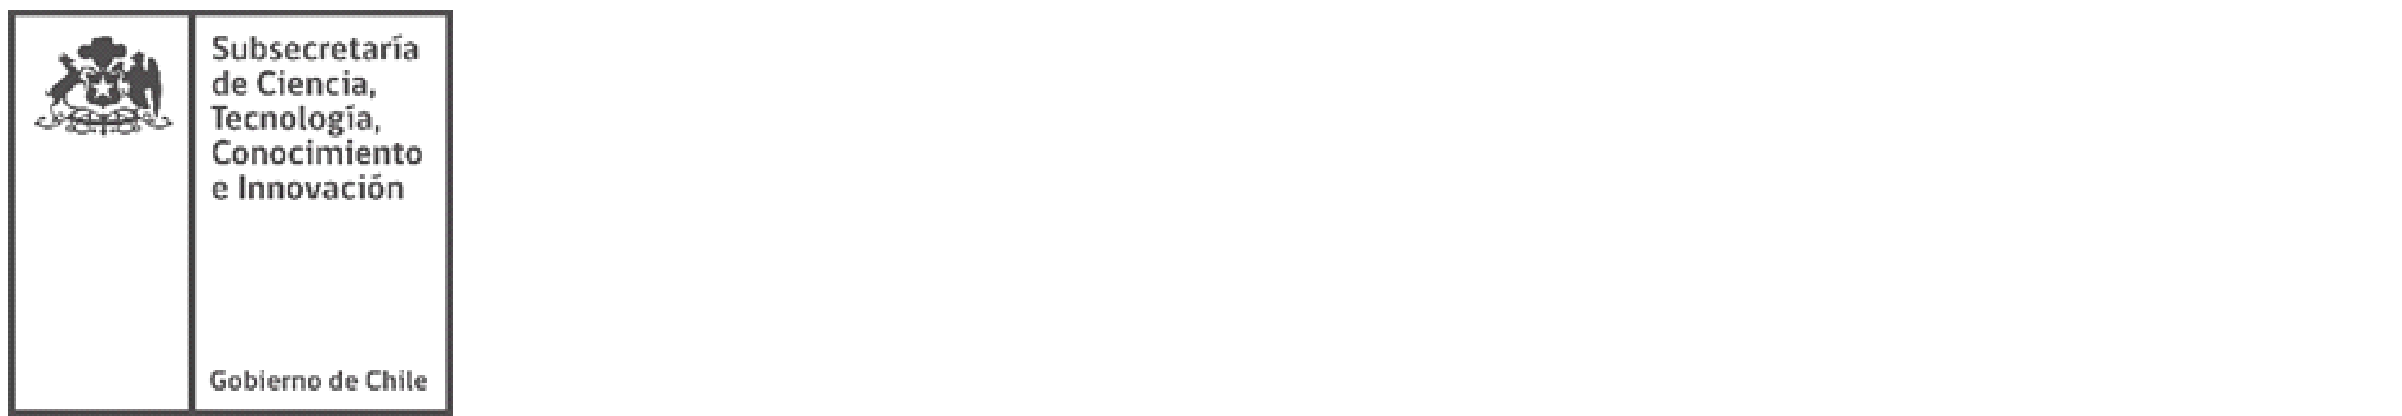 Subsecretaría
de Ciencia,
Tecnología,
Conocimiento
e Innovación
Gobierno de Chile